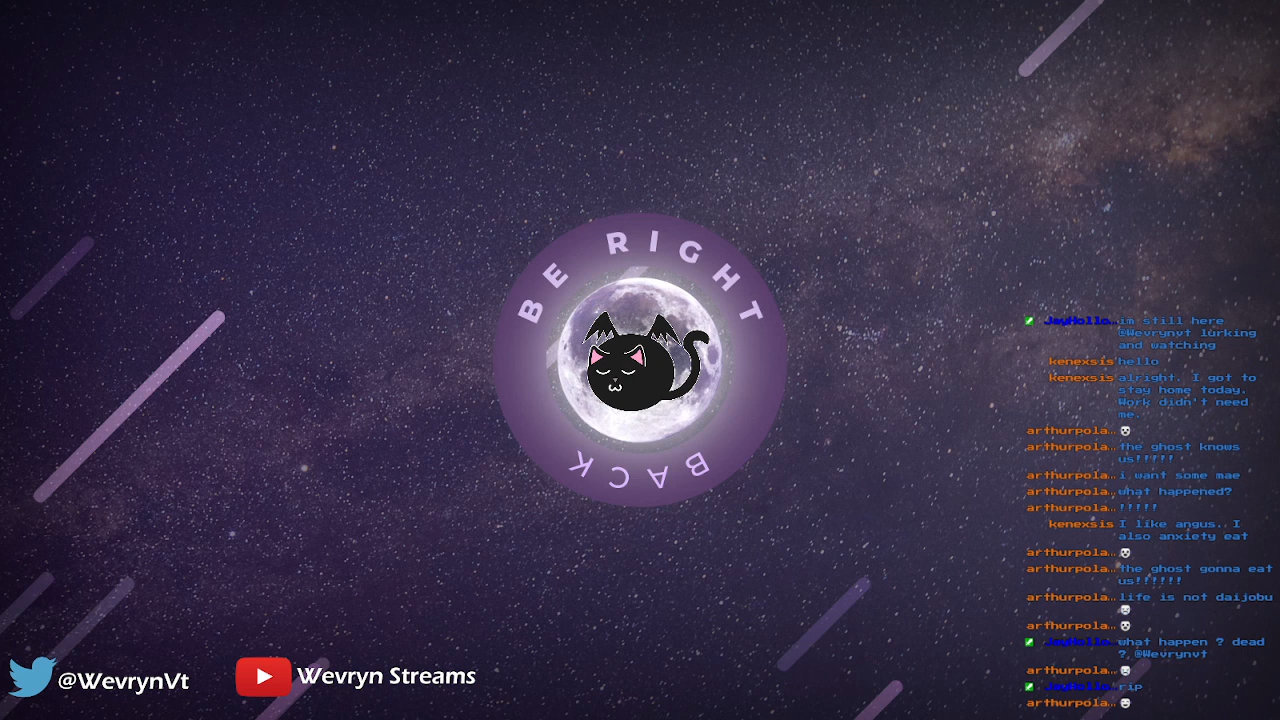 BE RIGHT
BACK
JayHollo… im still here
@Wevrynvt lurking
and watching
kenexsis hello
kenexsis alright. I got to
stay home today.
Work didn't need
me.
arthurpola…
arthurpola… the ghost knows
us!!!!!
arthurpola… i want some mae
arthurpola… what happened?
arthurpola… !!!!!
kenexsis I like angus. I
also anxiety eat
arthurpola…
arthurpola… the ghost gonna eat
us!!!!!!
arthurpola… life is not daijobu
arthurpola…
JayHollo… what happen ? dead
? @Wevrynvt
arthurpola…
JayHollo… rip
arthurpola…
@WevrynVt
Wevryn Streams